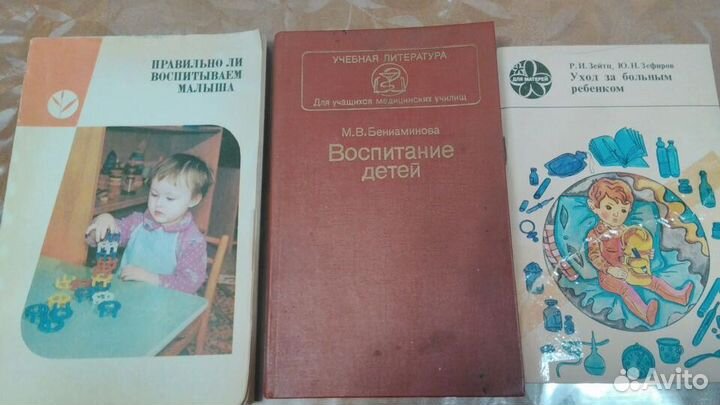 ПРАВИЛЬНО ЛИ
ВОСПИТЫВАЕМ
МАЛЫША
УЧЕБНАЯ ЛИТЕРАТУРА
Для учащихся медицинских училищ
М.В.Бениаминова
Воспитание
детей
ДЛЯ МАТЕРЕЙ
Р. И. Зейтц, Ю. Н. Зефиров
Уход за больным
ребенком
Avito